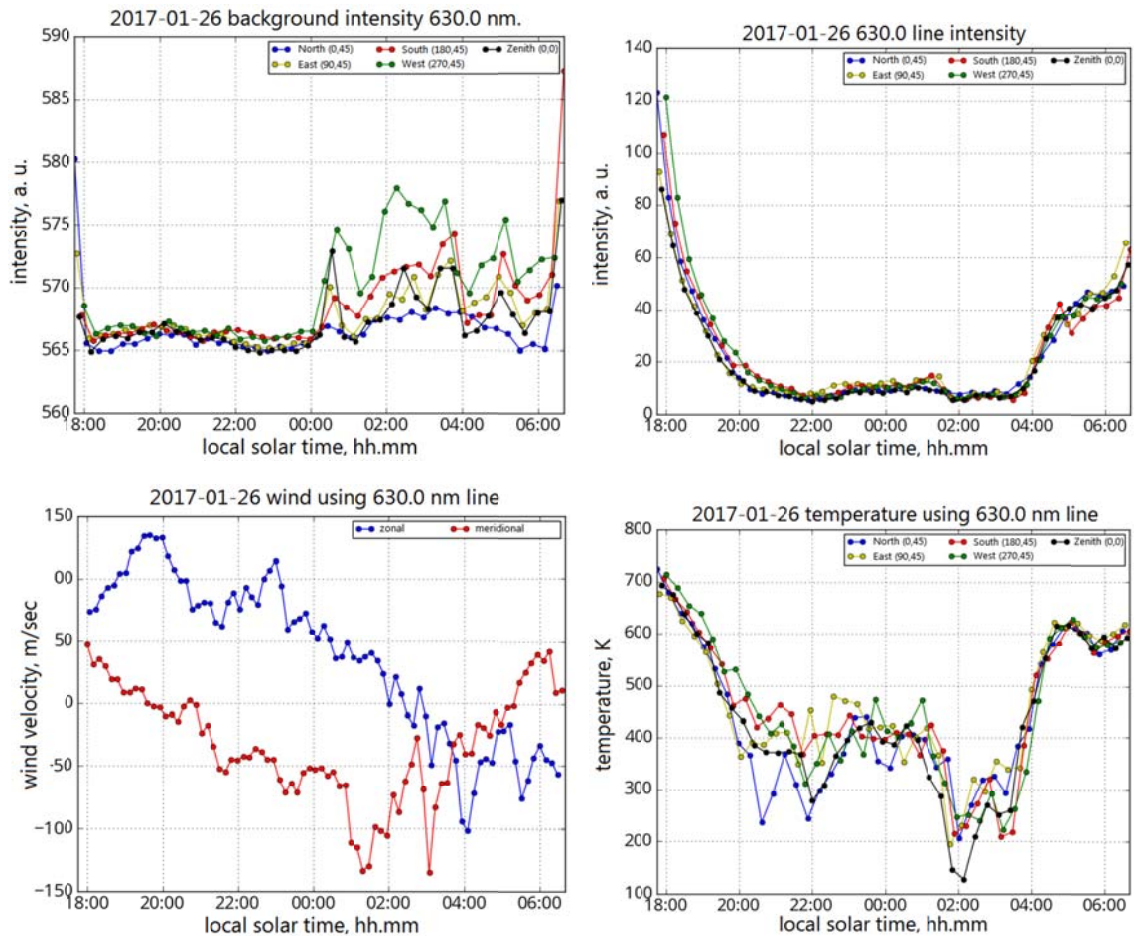 2017-01-26 background intensity 630.0 nm.
590
585
580
575
570
565
560
intensity, a. u.
North (0,45)
South (180,45)
Zenith (0,0)
East (90,45)
West (270,45)
18:00 20:00 22:00 00:00 02:00 04:00 06:00
local solar time, hh.mm
2017-01-26 630.0 line intensity
140
120
100
80
60
40
20
0
intensity, a. u.
North (0,45)
South (180,45)
Zenith (0,0)
East (90,45)
West (270,45)
18:00 20:00 22:00 00:00 02:00 04:00 06:00
local solar time, hh.mm
2017-01-26 wind using 630.0 nm line
150
00
50
0
−50
−100
−150
wind velocity, m/sec
zonal
meridional
18:00 20:00 22:00 00:00 02:00 04:00 06:00
local solar time, hh.mm
2017-01-26 temperature using 630.0 nm line
800
700
600
500
400
300
200
100
temperature, K
North (0,45)
South (180,45)
Zenith (0,0)
East (90,45)
West (270,45)
18:00 20:00 22:00 00:00 02:00 04:00 06:00
local solar time, hh.mm